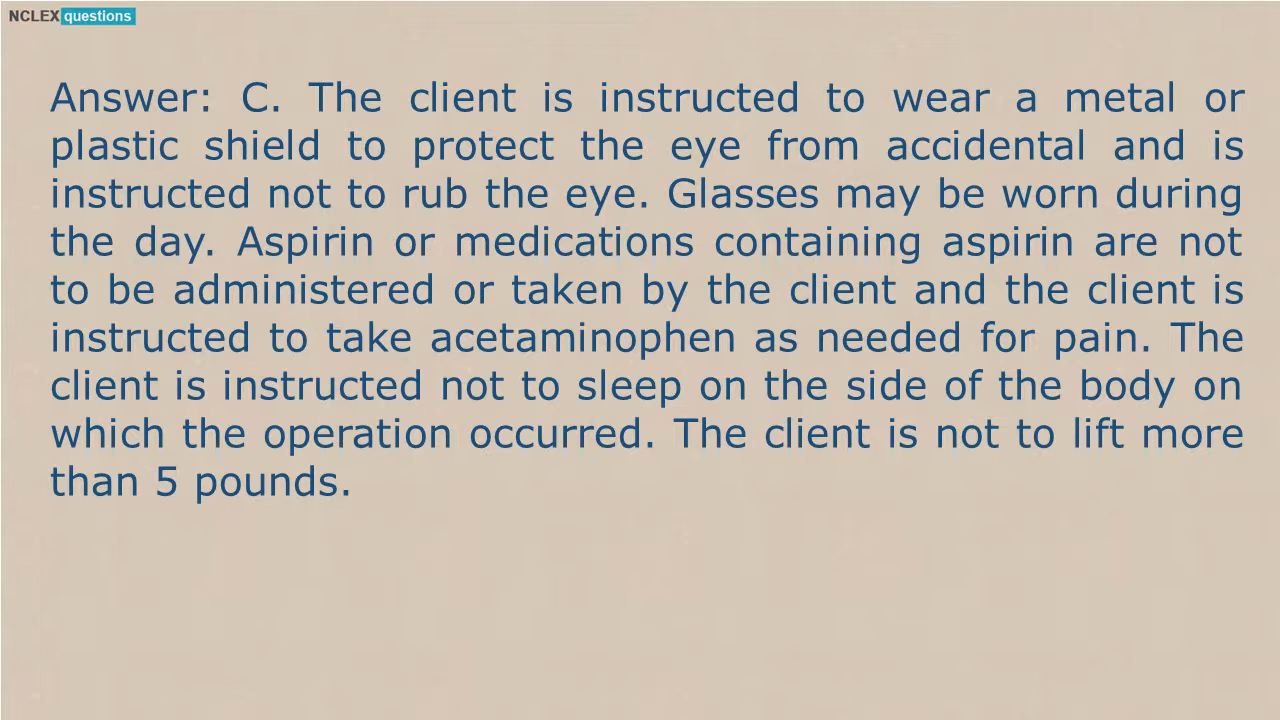 NCLEX questions
Answer: C. The client is instructed to wear a metal or
plastic shield to protect the eye from accidental and is
instructed not to rub the eye. Glasses may be worn during
the day. Aspirin or medications containing aspirin are not
to be administered or taken by the client and the client is
instructed to take acetaminophen as needed for pain. The
client is instructed not to sleep on the side of the body on
which the operation occurred. The client is not to lift more
than 5 pounds.